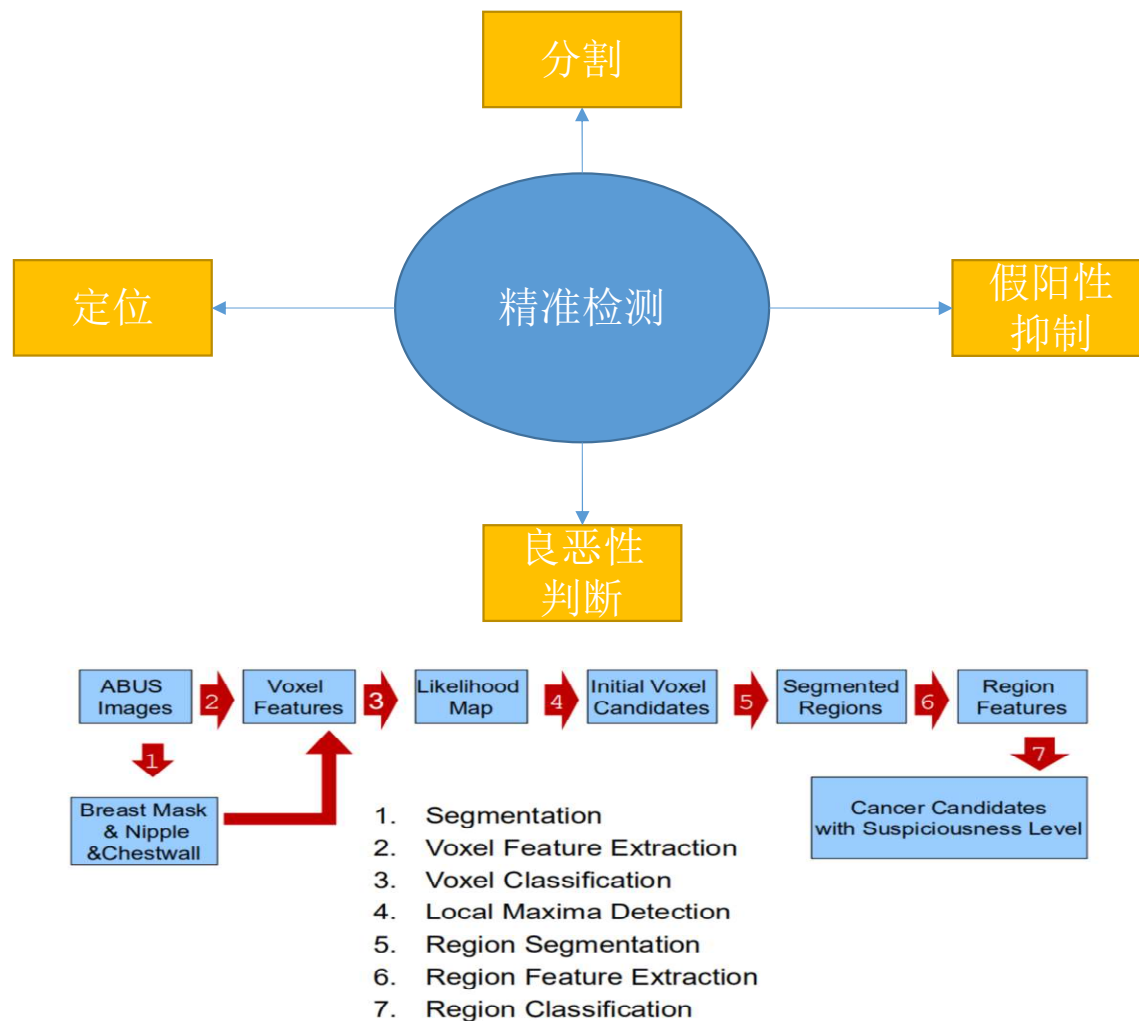 分割
定位
精准检测
假阳性
抑制
良恶性
判断
ABUS
Images
2
Voxel
Features
3
Likelihood
Map
4
Initial Voxel
Candidates
5
Segmented
Regions
6
Region
Features
1
7
Breast Mask
& Nipple
&Chestwall
Cancer Candidates
with Suspiciousness Level
1. Segmentation
2. Voxel Feature Extraction
3. Voxel Classification
4. Local Maxima Detection
5. Region Segmentation
6. Region Feature Extraction
7. Region Classification